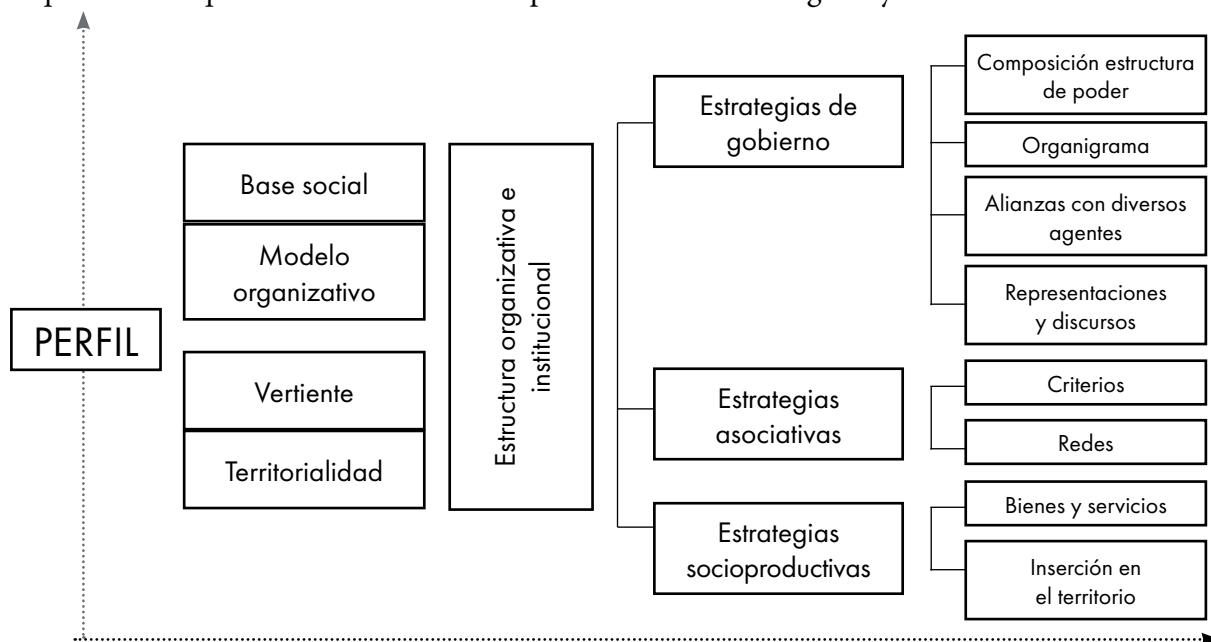 PERFIL
Base social
Modelo
organizativo
Vertiente
Territorialidad
Estructura organizativa e
institucional
Estrategias de
gobierno
Estrategias
asociativas
Estrategias
socioproductivas
Composición estructura
de poder
Organigrama
Alianzas con diversos
agentes
Representaciones
y discursos
Criterios
Redes
Bienes y servicios
Inserción en
el territorio